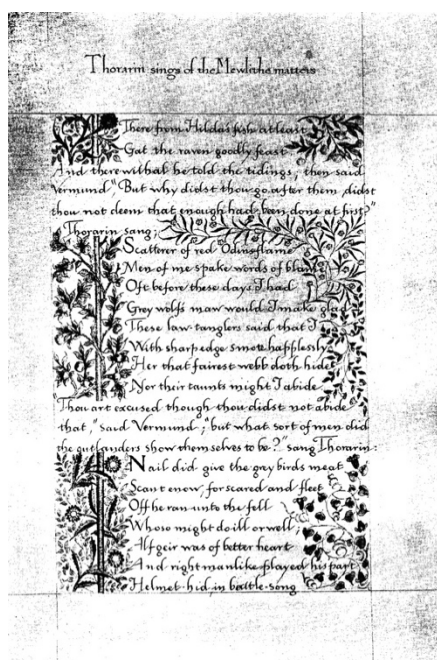 Thorarin sings of the Mewlithe matters
There from Hilda's fish at least
Gat the raven goodly feast
And there withal he told the tidings; then said
Vermund "But why didst thou go after them, didst
thou not deem that enough had been done at first?"
Thorarin sang;
Scatterer of red Odinsflame
Men of me spake words of blame
Oft before these days I had
Grey wolf's maw would I make glad
These law-tanglers said that I
With sharp edge smote haplessly
Her that fairest webb doth hide
Nor their taunts might I abide
"Thou art excused though thou didst not abide
that," said Vermund; "but what sort of men did
the outlanders show themselves to be?" sang Thorarin:
Nail did give the grey birds meat
Scant enow, for scared and fleet
Off he ran unto the fell
Whoso might do ill or well;
Alfgeir was of better heart
And right manlike played his part
Helmet-hid, in battle-song